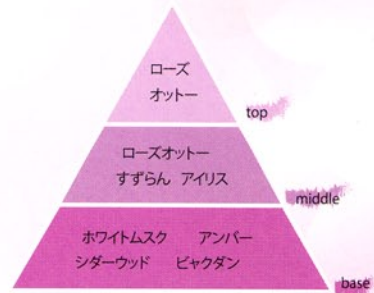 ローズ
オットー
top
ローズオットー
すずらん アイリス
middle
ホワイトムスク アンバー
シダーウッド ビャクダン
base